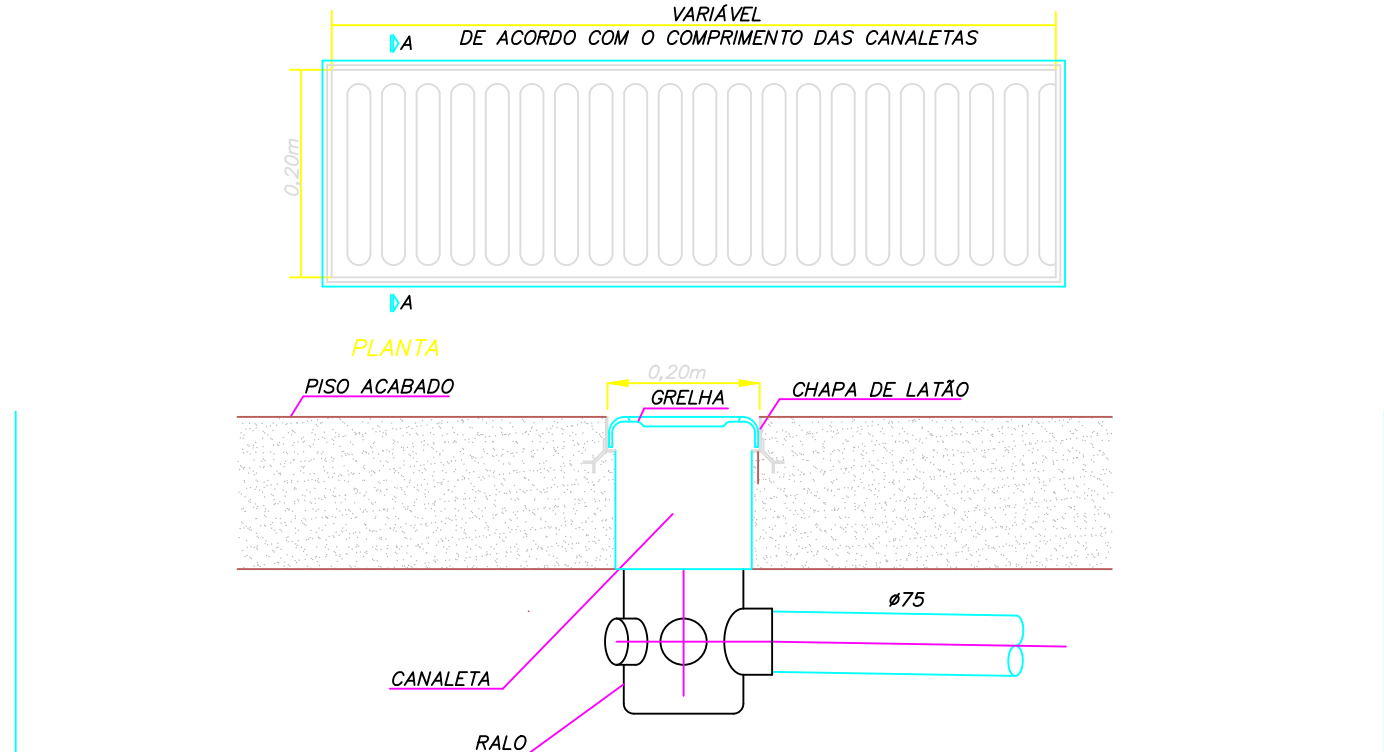 VARIÁVEL
DE ACORDO COM O COMPRIMENTO DAS CANALETAS
A
0,20m
A
PLANTA
0,20m
PISO ACABADO
GRELHA
CHAPA DE LATÃO
ø75
CANALETA
RALO